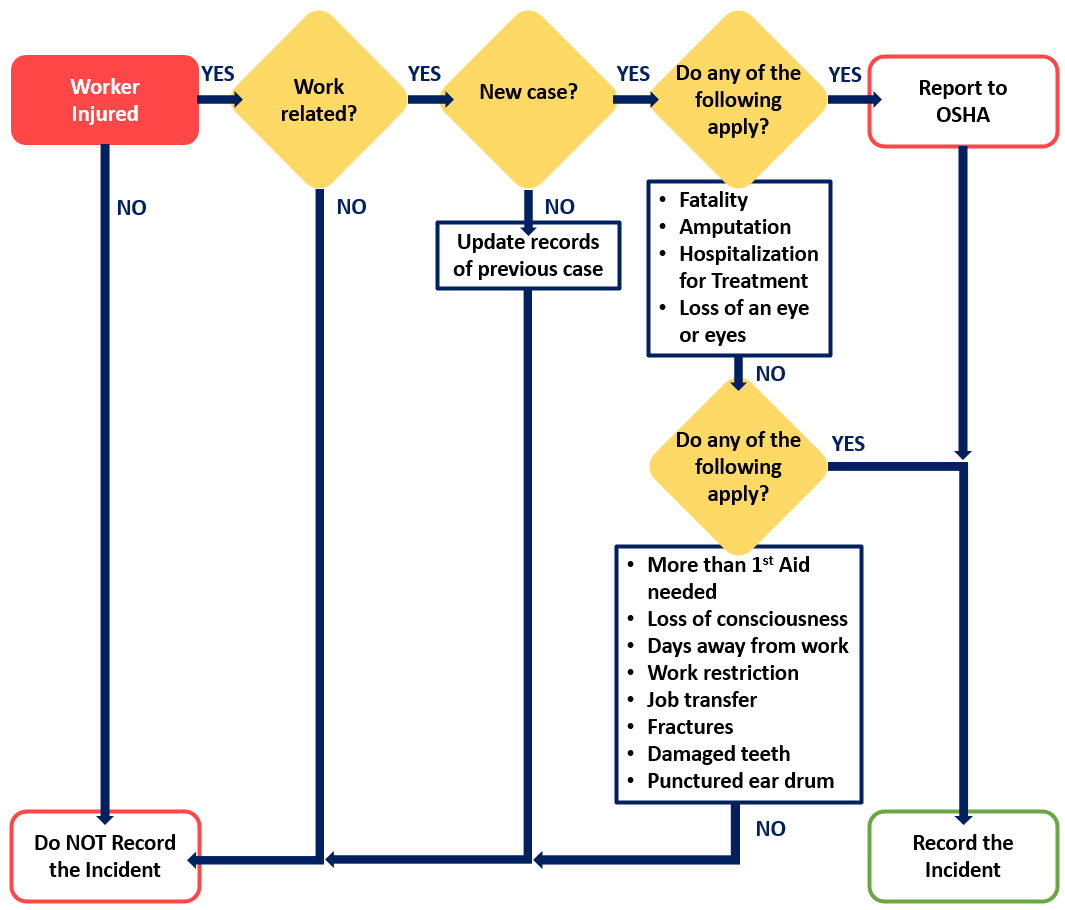 Worker
Injured
YES
Work
related?
YES
New case?
YES
Do any of the
following
apply?
YES
Report to
OSHA
NO
NO
NO
Update records
of previous case
• Fatality
• Amputation
• Hospitalization
for Treatment
• Loss of an eye
or eyes
NO
Do any of the
following
apply?
YES
• More than 1st Aid
needed
• Loss of consciousness
• Days away from work
• Work restriction
• Job transfer
• Fractures
• Damaged teeth
• Punctured ear drum
NO
Do NOT Record
the Incident
Record the
Incident